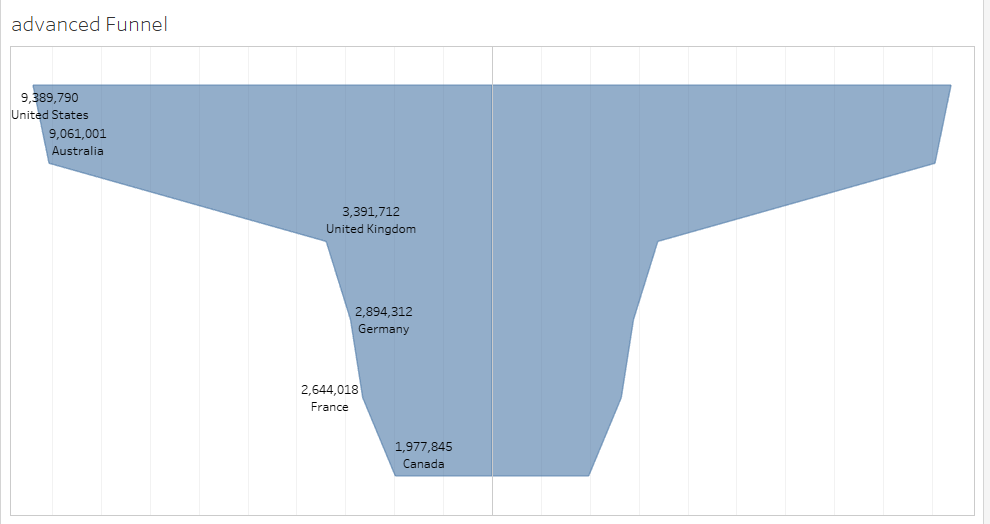 advanced Funnel
9,389,790
United States
9,061,001
Australia
3,391,712
United Kingdom
2,894,312
Germany
2,644,018
France
1,977,845
Canada